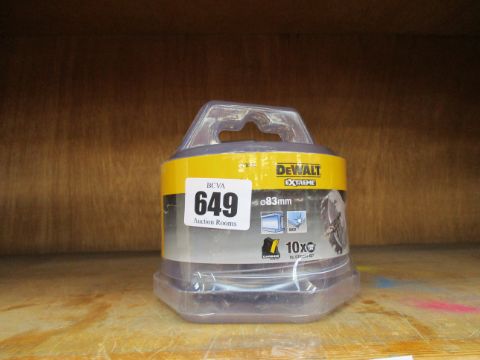 DEWALT
EXTREME
BCVA
649
Auction Rooms
ø83mm
10x